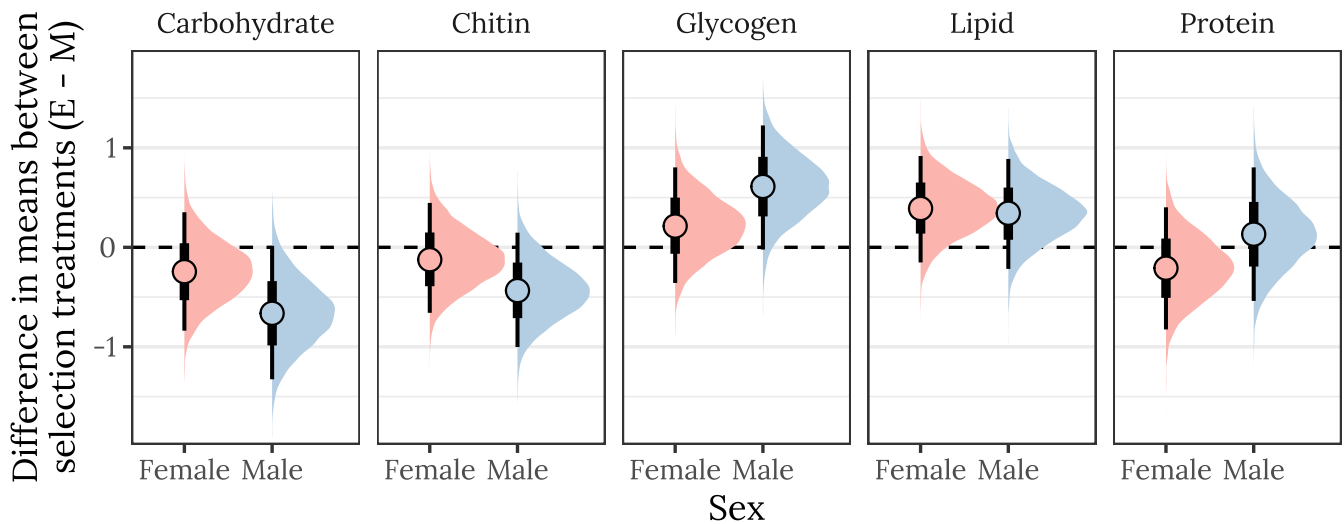 Carbohydrate Chitin Glycogen Lipid Protein
Difference in means between
selection treatments (E - M)
1
0
−1
Female Male Female Male Female Male Female Male Female Male
Sex